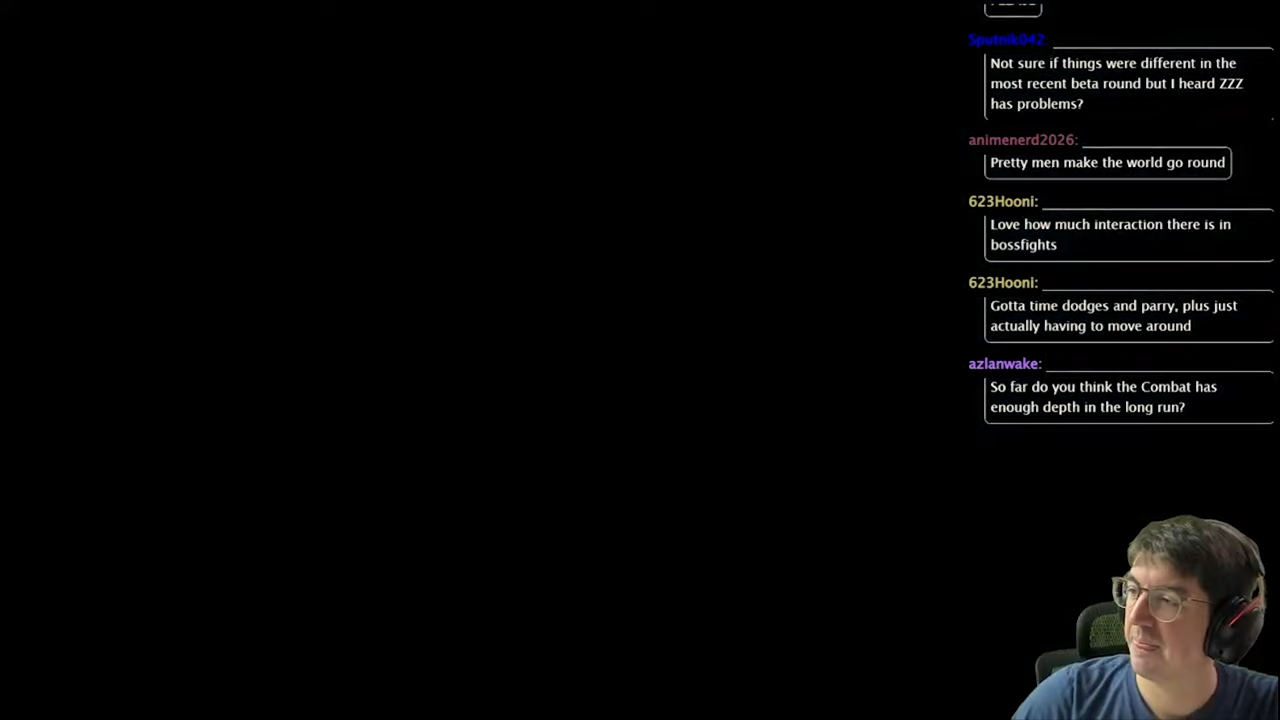 Sputnik042:
Not sure if things were different in the
most recent beta round but I heard ZZZ
has problems?
animenerd2026:
Pretty men make the world go round
623Hooni:
Love how much interaction there is in
bossfights
623Hooni:
Gotta time dodges and parry, plus just
actually having to move around
azlanwake:
So far do you think the Combat has
enough depth in the long run?